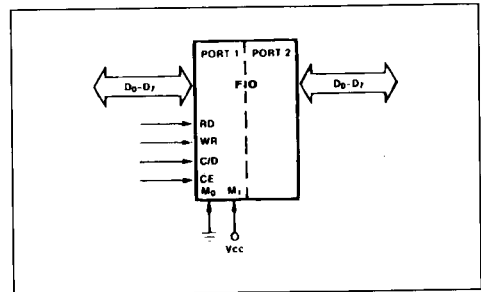 PORT 1 PORT 2
FIO
D0-D7 D0-D7
RD
WR
C/D
CE
M0 M1
Vcc